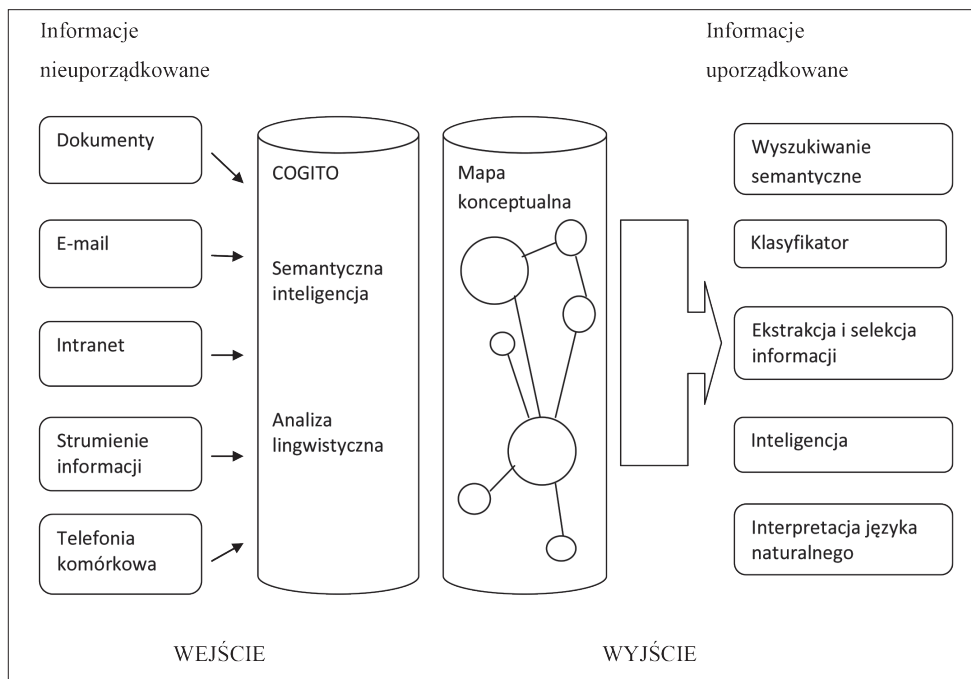 Informacje
nieuporządkowane
Informacje
uporządkowane
Dokumenty
E-mail
Intranet
Strumienie
informacji
Telefonia
komórkowa
COGITO
Semantyczna
inteligencja
Analiza
lingwistyczna
Mapa
konceptualna
Wyszukiwanie
semantyczne
Klasyfikator
Ekstrakcja i selekcja
informacji
Inteligencja
Interpretacja języka
naturalnego
WEJŚCIE
WYJŚCIE